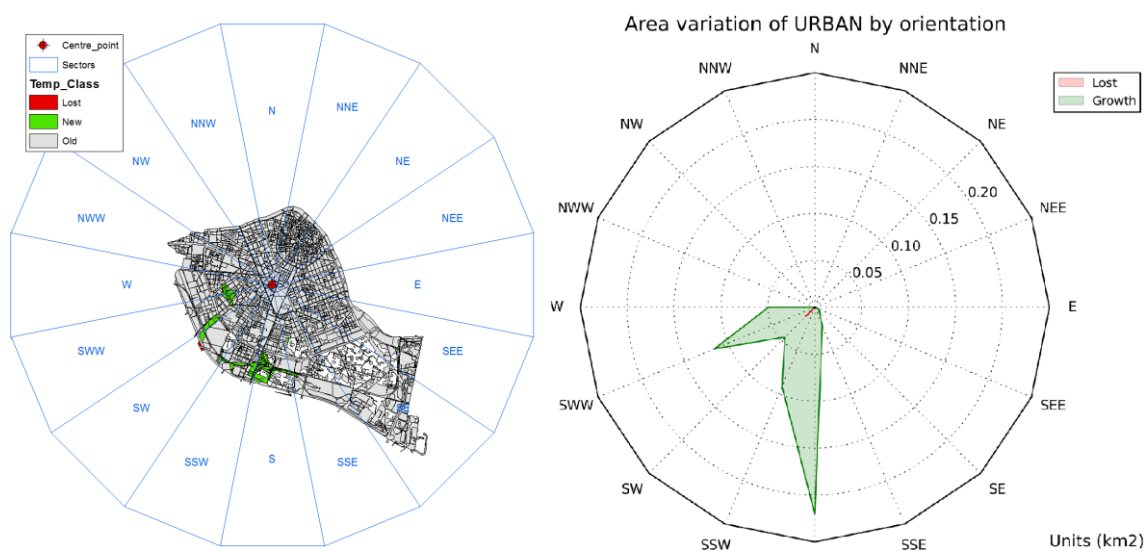 Centre_point
Sectors
Temp_Class
Lost
New
Old
N
NNE
NE
NEE
E
SEE
SE
SSE
S
SSW
SW
SWW
W
NWW
NW
NNW
Area variation of URBAN by orientation
N
NNE
NE
NEE
E
SEE
SE
SSE
SSW
SW
SWW
W
NWW
NW
NNW
0.05
0.10
0.15
0.20
Lost
Growth
Units (km2)